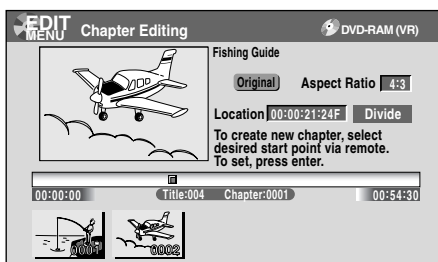 EDIT
MENU
Chapter Editing
DVD-RAM (VR)
Fishing Guide
Original
Aspect Ratio 4:3
Location 00:00:21:24F Divide
To create new chapter, select
desired start point via remote.
To set, press enter.
00:00:00 Title:004 Chapter:0001 00:54:30
0001 0002